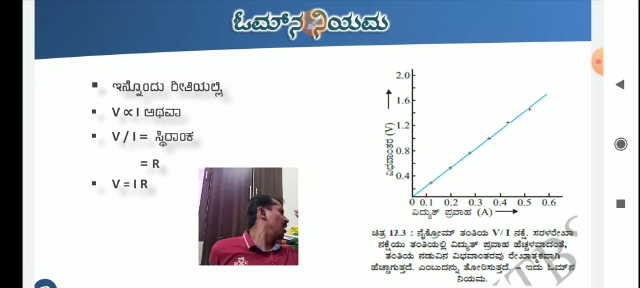 ಓಮ್‌ನ ನಿಯಮ
ಇನ್ನೊಂದು ರೀತಿಯಲ್ಲಿ
V ∝ I ಅಥವಾ
V / I = ಸ್ಥಿರಾಂಕ
= R
V = I R
2.0
1.6
1.2
0.8
0.4
0
ವಿಭವಾಂತರ (V)
0.1 0.2 0.3 0.4 0.5 0.6
ವಿದ್ಯುತ್ ಪ್ರವಾಹ (A)
ಚಿತ್ರ 12.3 : ನೈಕ್ರೋಮ್ ತಂತಿಯ V/ I ನಕ್ಷೆ. ಸರಳರೇಖಾ
ನಕ್ಷೆಯು ತಂತಿಯಲ್ಲಿ ವಿದ್ಯುತ್ ಪ್ರವಾಹ ಹೆಚ್ಚಳವಾದಂತೆ,
ತಂತಿಯ ನಡುವಿನ ವಿಭವಾಂತರವು ರೇಖಾತ್ಮಕವಾಗಿ
ಹೆಚ್ಚಾಗುತ್ತದೆ. ಎಂಬುದನ್ನು ತೋರಿಸುತ್ತದೆ. – ಇದು ಓಮ್‌ನ
ನಿಯಮ.